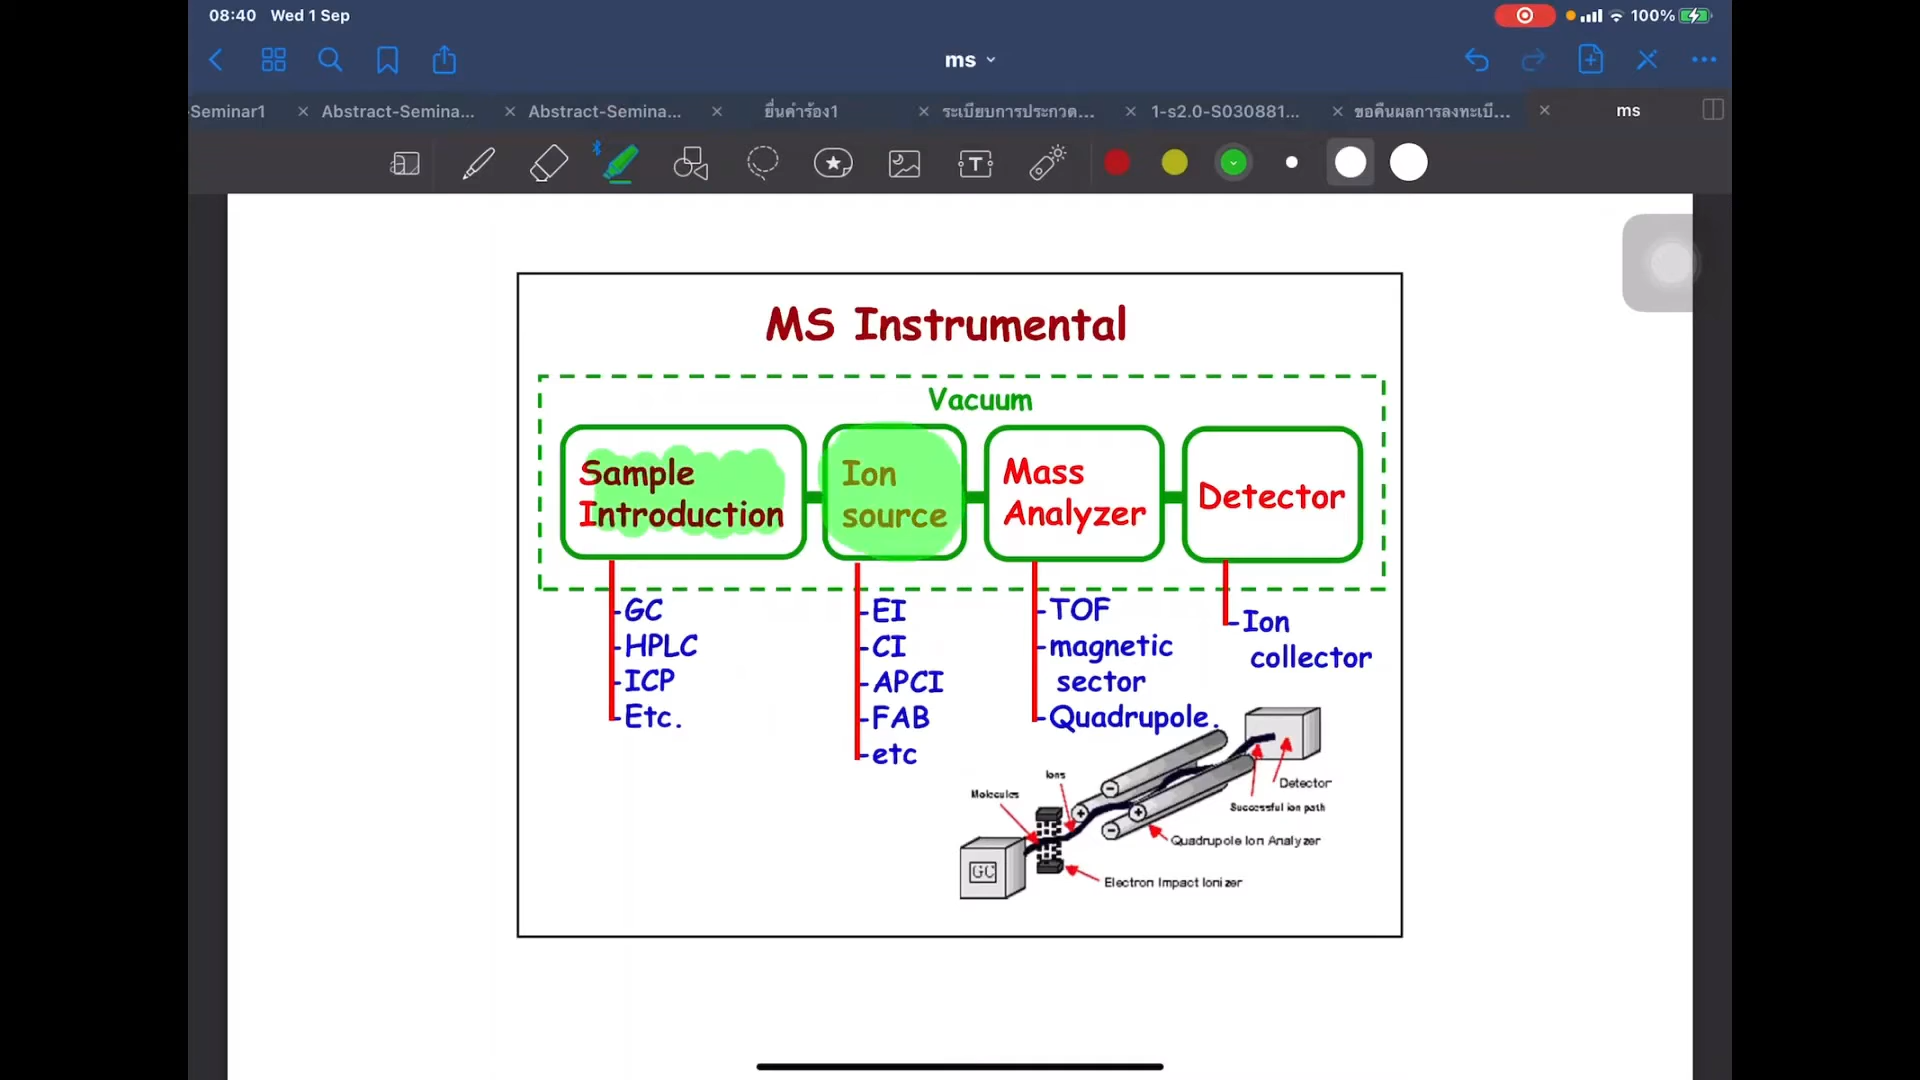 08:40 Wed 1 Sep
100%
ms
Seminar1
Abstract-Semina...
Abstract-Semina...
ยื่นคำร้อง1
ระเบียบการประกวด...
1-s2.0-S030881...
ขอคืนผลการลงทะเบี...
ms
MS Instrumental
Vacuum
Sample
Introduction
Ion
source
Mass
Analyzer
Detector
-GC
-HPLC
-ICP
-Etc.
-EI
-CI
-APCI
-FAB
-etc
-TOF
-magnetic
sector
-Quadrupole.
-Ion
collector
Molecules
Ions
Detector
Successful ion path
Quadrupole Ion Analyzer
Electron Impact Ionizer
GC